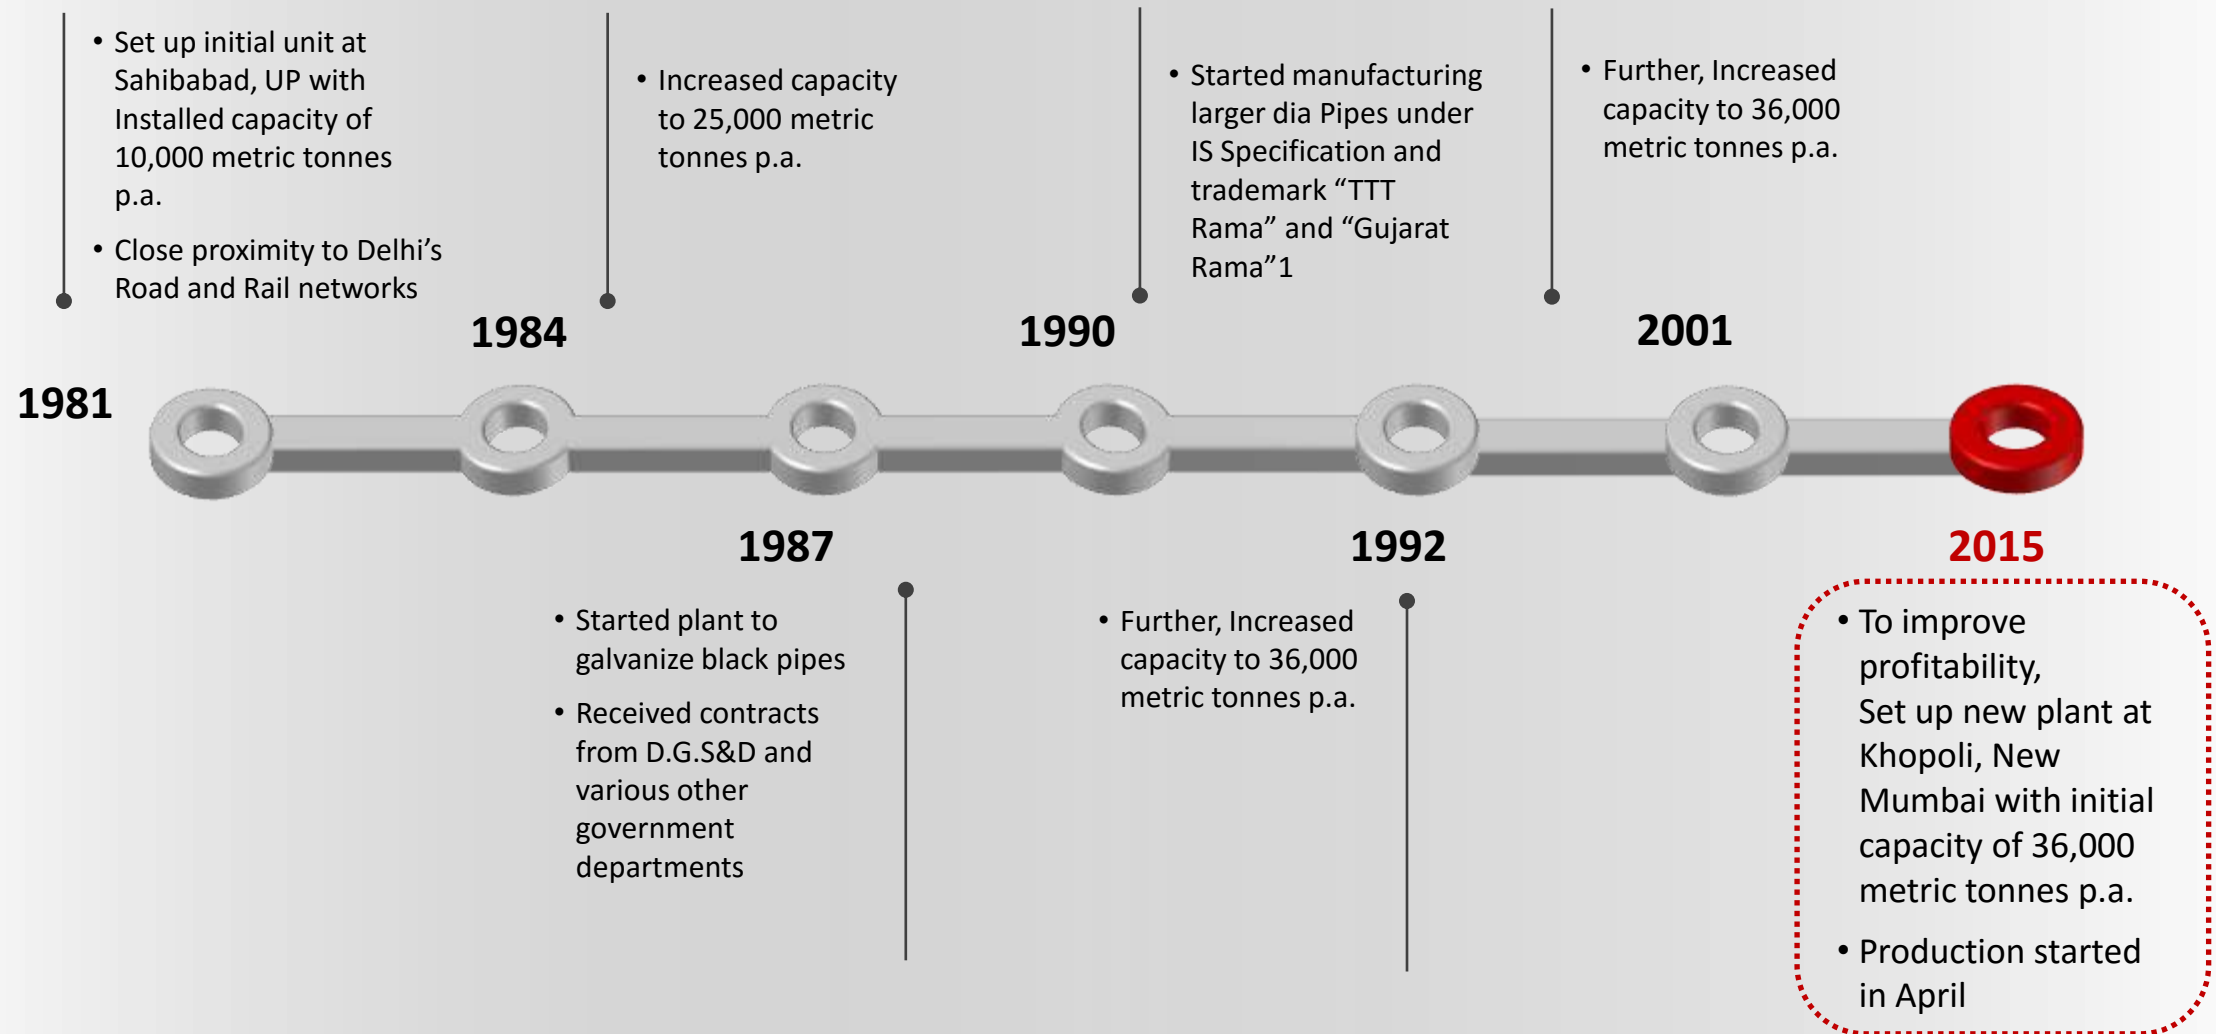 1981
• Set up initial unit at
Sahibabad, UP with
Installed capacity of
10,000 metric tonnes
p.a.
• Close proximity to Delhi’s
Road and Rail networks
1984
• Increased capacity
to 25,000 metric
tonnes p.a.
1987
• Started plant to
galvanize black pipes
• Received contracts
from D.G.S&D and
various other
government
departments
1990
• Started manufacturing
larger dia Pipes under
IS Specification and
trademark “TTT
Rama” and “Gujarat
Rama”1
1992
• Further, Increased
capacity to 36,000
metric tonnes p.a.
2001
• Further, Increased
capacity to 36,000
metric tonnes p.a.
2015
• To improve
profitability,
Set up new plant at
Khopoli, New
Mumbai with initial
capacity of 36,000
metric tonnes p.a.
• Production started
in April